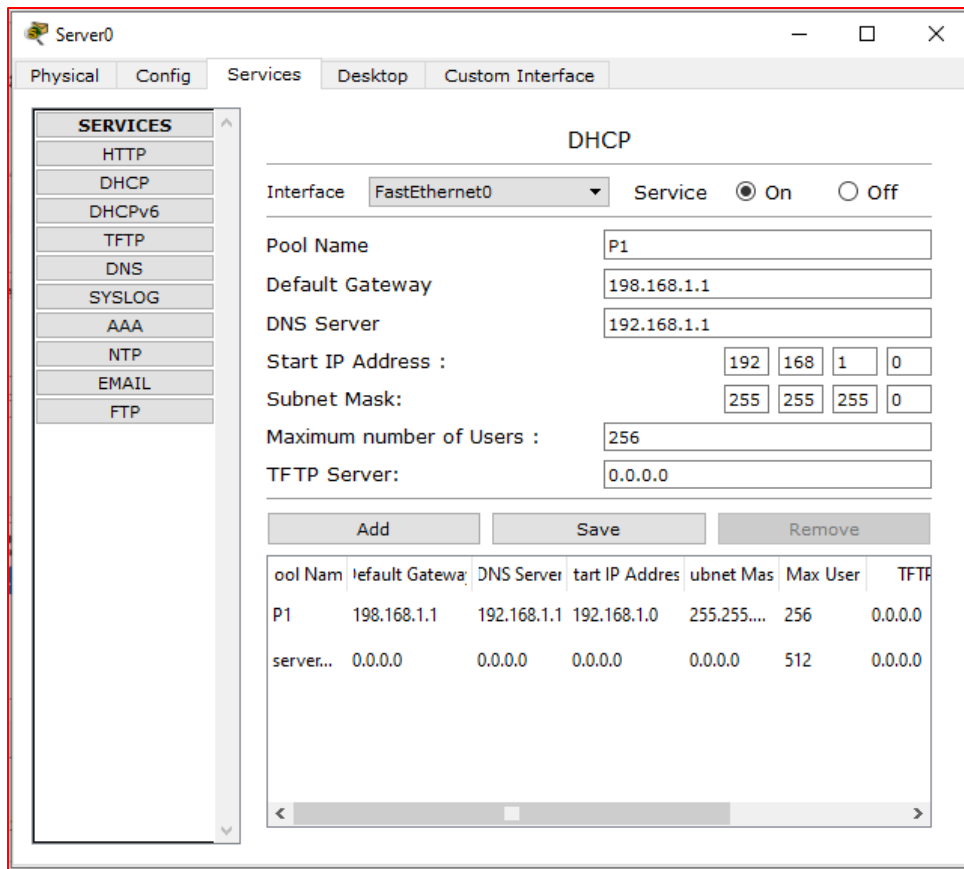 Server0
Physical Config Services Desktop Custom Interface
SERVICES
HTTP
DHCP
DHCPv6
TFTP
DNS
SYSLOG
AAA
NTP
EMAIL
FTP
DHCP
Interface FastEthernet0 Service On Off
Pool Name P1
Default Gateway 198.168.1.1
DNS Server 192.168.1.1
Start IP Address : 192 168 1 0
Subnet Mask: 255 255 255 0
Maximum number of Users : 256
TFTP Server: 0.0.0.0
Add Save Remove
ool Nam efault Gateway DNS Server tart IP Addres ubnet Mas Max User TFTP
P1 198.168.1.1 192.168.1.1 192.168.1.0 255.255.... 256 0.0.0.0
server... 0.0.0.0 0.0.0.0 0.0.0.0 0.0.0.0 512 0.0.0.0